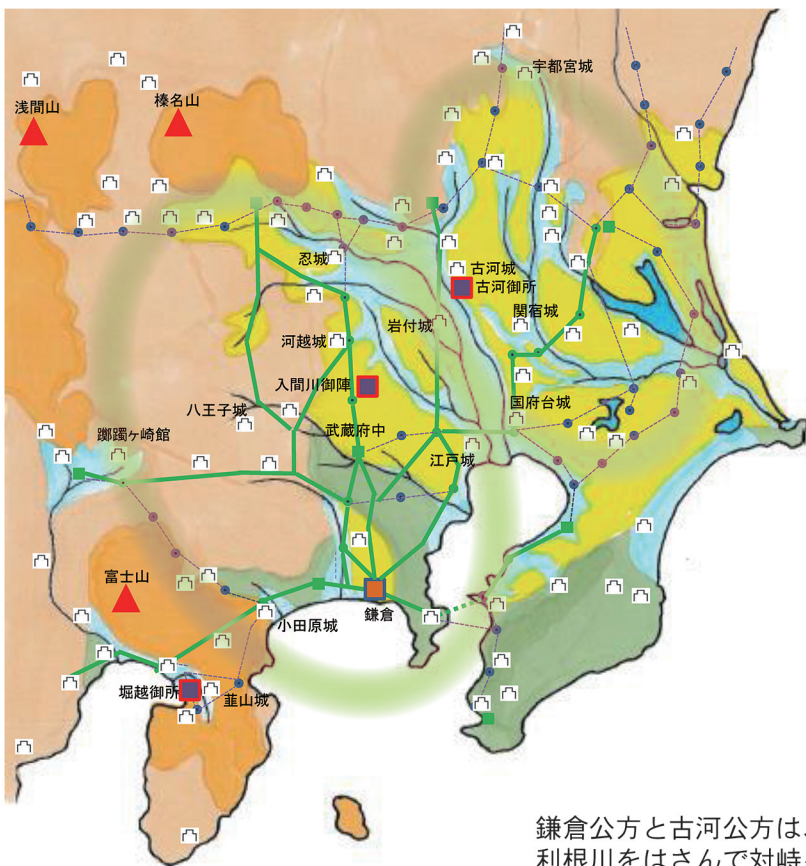 宇都宮城
浅間山
榛名山
忍城
古河城
古河御所
関宿城
岩付城
河越城
入間川御陣
八王子城
国府台城
武蔵府中
躑躅ヶ崎館
江戸城
富士山
小田原城
鎌倉
堀越御所
韮山城
鎌倉公方と古河公方は、
利根川をはさんで対峙